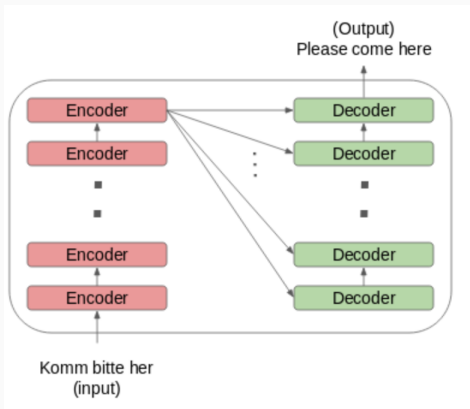 (Output)
Please come here
Encoder
Decoder
Encoder
Decoder
Encoder
Decoder
Encoder
Decoder
Komm bitte her
(input)